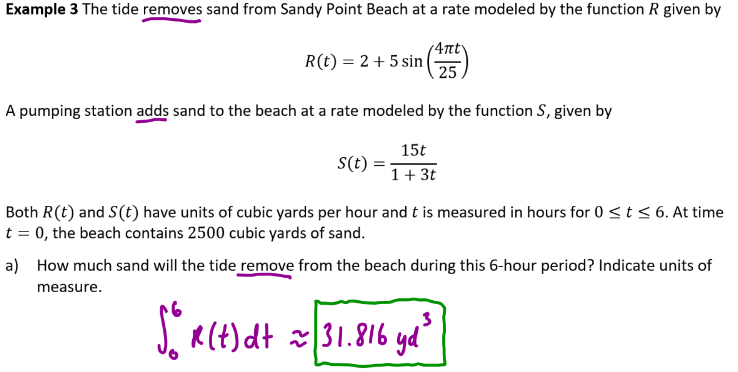 Example 3 The tide removes sand from Sandy Point Beach at a rate modeled by the function R given by
R(t) = 2 + 5 sin(4πt/25)
A pumping station adds sand to the beach at a rate modeled by the function S, given by
S(t) = 15t/(1 + 3t)
Both R(t) and S(t) have units of cubic yards per hour and t is measured in hours for 0 ≤ t ≤ 6. At time
t = 0, the beach contains 2500 cubic yards of sand.
a) How much sand will the tide remove from the beach during this 6-hour period? Indicate units of
measure.
∫₀⁶ R(t) dt ≈ 31.816 yd³